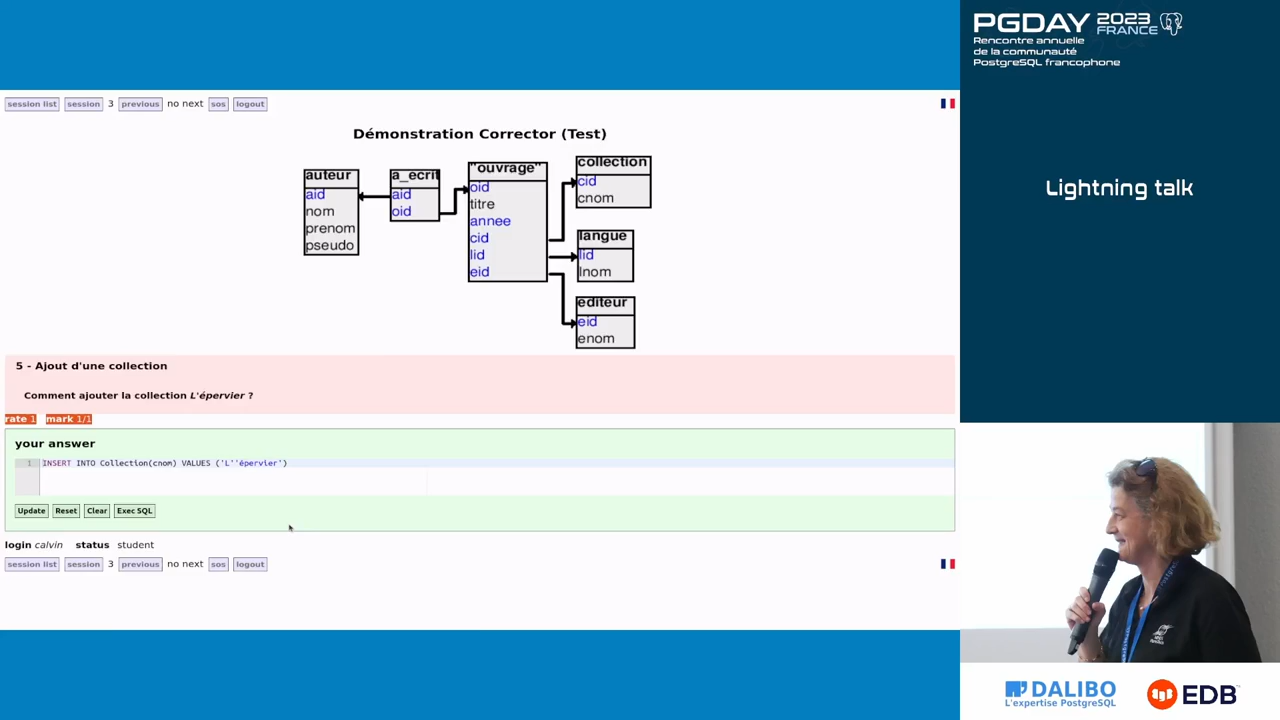 session list session 3 previous no next sos logout
Démonstration Corrector (Test)
auteur
aid
nom
prenom
pseudo
a_ecrit
aid
oid
"ouvrage"
oid
titre
annee
cid
lid
eid
collection
cid
cnom
langue
lid
lnom
editeur
eid
enom
5 - Ajout d'une collection
Comment ajouter la collection L'épervier ?
rate 1 mark 1/1
your answer
1 INSERT INTO Collection(cnom) VALUES ('L''épervier')
Update Reset Clear Exec SQL
login calvin status student
session list session 3 previous no next sos logout
PGDAY 2023 FRANCE
Rencontre annuelle
de la communauté
PostgreSQL francophone
Lightning talk
DALIBO
L'expertise PostgreSQL
EDB